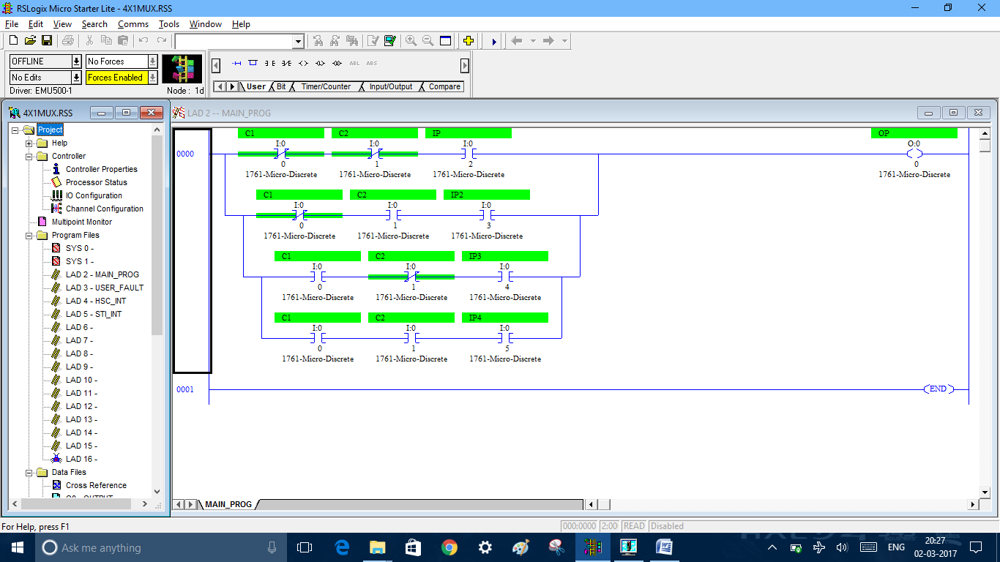 RSLogix Micro Starter Lite - 4X1MUX.RSS
File Edit View Search Comms Tools Window Help
OFFLINE No Forces
No Edits Forces Enabled
Driver: EMU500-1 Node : 1d
ABL ABS
User Bit Timer/Counter Input/Output Compare
4X1MUX.RSS
Project
Help
Controller
Controller Properties
Processor Status
IO Configuration
Channel Configuration
Multipoint Monitor
Program Files
SYS 0 -
SYS 1 -
LAD 2 - MAIN_PROG
LAD 3 - USER_FAULT
LAD 4 - HSC_INT
LAD 5 - STI_INT
LAD 6 -
LAD 7 -
LAD 8 -
LAD 9 -
LAD 10 -
LAD 11 -
LAD 12 -
LAD 13 -
LAD 14 -
LAD 15 -
LAD 16 -
Data Files
Cross Reference
O0 - OUTPUT
LAD 2 -- MAIN_PROG
C1 C2 IP OP
I:0 I:0 I:0 O:0
0000
0 1 2 0
1761-Micro-Discrete 1761-Micro-Discrete 1761-Micro-Discrete 1761-Micro-Discrete
C1 C2 IP2
I:0 I:0 I:0
0 1 3
1761-Micro-Discrete 1761-Micro-Discrete 1761-Micro-Discrete
C1 C2 IP3
I:0 I:0 I:0
0 1 4
1761-Micro-Discrete 1761-Micro-Discrete 1761-Micro-Discrete
C1 C2 IP4
I:0 I:0 I:0
0 1 5
1761-Micro-Discrete 1761-Micro-Discrete 1761-Micro-Discrete
0001 END
MAIN_PROG
For Help, press F1 000:0000 2:00 READ Disabled
Ask me anything
ENG 20:27
02-03-2017